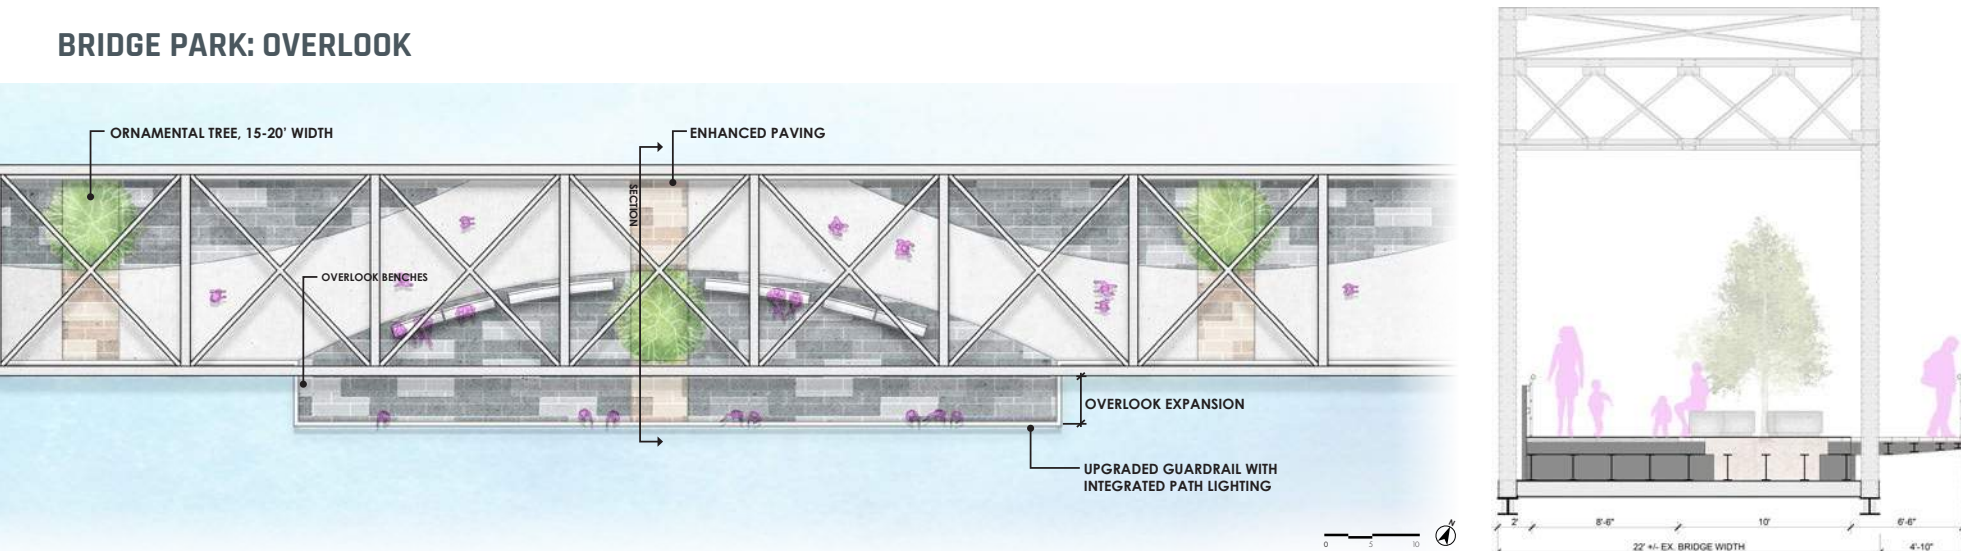 BRIDGE PARK: OVERLOOK
ORNAMENTAL TREE, 15-20' WIDTH
ENHANCED PAVING
SECTION
OVERLOOK BENCHES
OVERLOOK EXPANSION
UPGRADED GUARDRAIL WITH
INTEGRATED PATH LIGHTING
0 5 10
N
2' 8'-6" 10' 6'-6"
22' +/- EX. BRIDGE WIDTH 4'-10"